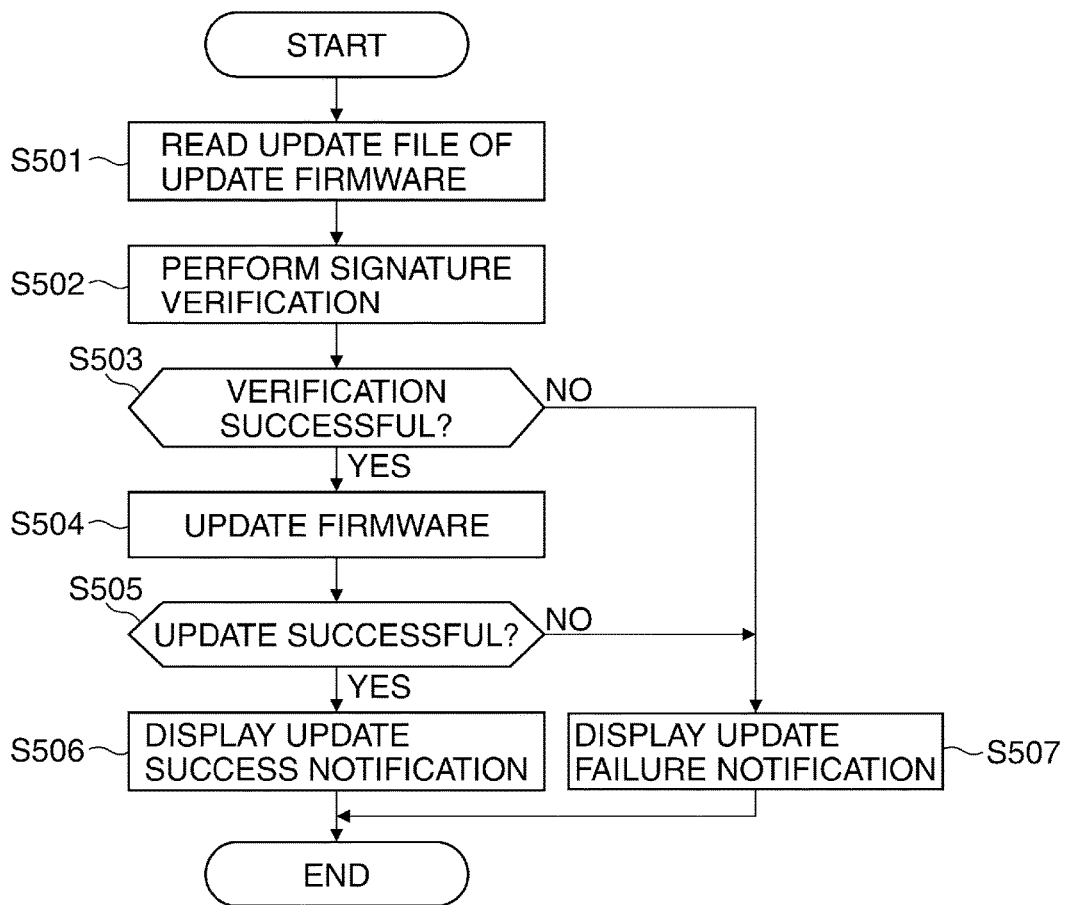 START
S501
READ UPDATE FILE OF
UPDATE FIRMWARE
S502
PERFORM SIGNATURE
VERIFICATION
S503
VERIFICATION
SUCCESSFUL?
NO
YES
S504
UPDATE FIRMWARE
S505
UPDATE SUCCESSFUL?
NO
YES
S506
DISPLAY UPDATE
SUCCESS NOTIFICATION
DISPLAY UPDATE
FAILURE NOTIFICATION
S507
END